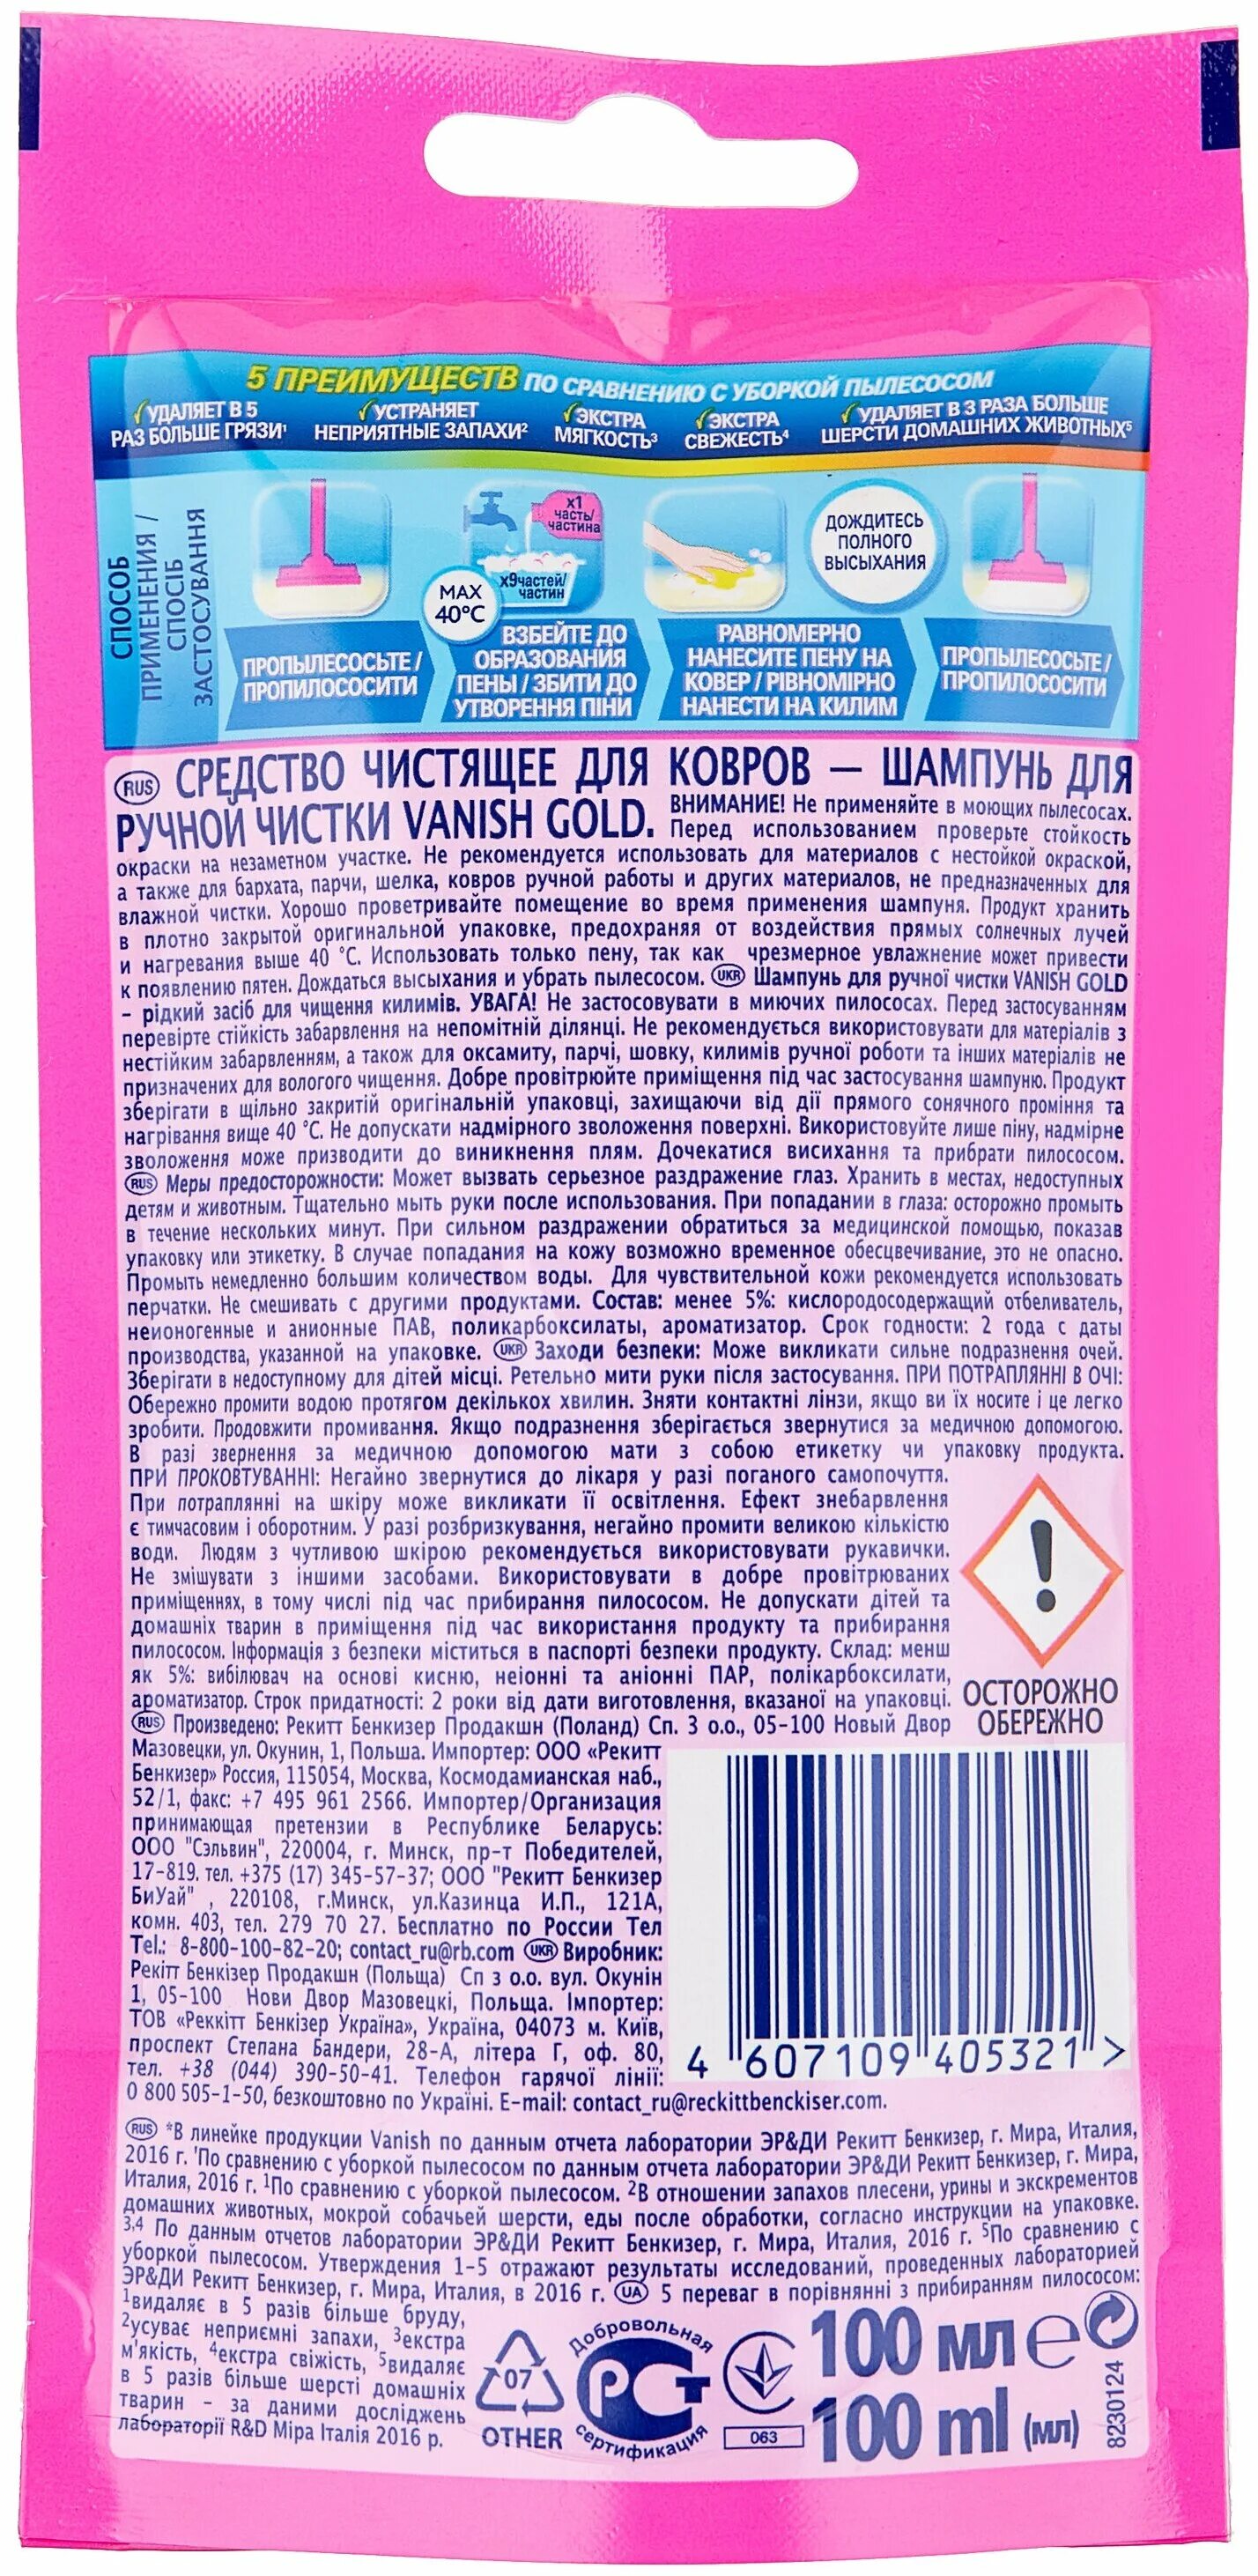 5 ПРЕИМУЩЕСТВ ПО СРАВНЕНИЮ С УБОРКОЙ ПЫЛЕСОСОМ
✓УДАЛЯЕТ В 5
РАЗ БОЛЬШЕ ГРЯЗИ¹
✓УСТРАНЯЕТ
НЕПРИЯТНЫЕ ЗАПАХИ²
✓ЭКСТРА
МЯГКОСТЬ³
✓ЭКСТРА
СВЕЖЕСТЬ⁴
✓УДАЛЯЕТ В 3 РАЗА БОЛЬШЕ
ШЕРСТИ ДОМАШНИХ ЖИВОТНЫХ⁵
СПОСОБ
ПРИМЕНЕНИЯ /
СПОСІБ
ЗАСТОСУВАННЯ
x1
часть/
частина
x9частей/
частин
MAX
40°C
ДОЖДИТЕСЬ
ПОЛНОГО
ВЫСЫХАНИЯ
ПРОПЫЛЕСОСЬТЕ /
ПРОПИЛОСОСИТИ
ВЗБЕЙТЕ ДО
ОБРАЗОВАНИЯ
ПЕНЫ / ЗБИТИ ДО
УТВОРЕННЯ ПІНИ
РАВНОМЕРНО
НАНЕСИТЕ ПЕНУ НА
КОВЕР / РІВНОМІРНО
НАНЕСТИ НА КИЛИМ
ПРОПЫЛЕСОСЬТЕ /
ПРОПИЛОСОСИТИ
RUS СРЕДСТВО ЧИСТЯЩЕЕ ДЛЯ КОВРОВ — ШАМПУНЬ ДЛЯ
РУЧНОЙ ЧИСТКИ VANISH GOLD. ВНИМАНИЕ! Не применяйте в моющих пылесосах.
Перед использованием проверьте стойкость
окраски на незаметном участке. Не рекомендуется использовать для материалов с нестойкой окраской,
а также для бархата, парчи, шелка, ковров ручной работы и других материалов, не предназначенных для
влажной чистки. Хорошо проветривайте помещение во время применения шампуня. Продукт хранить
в плотно закрытой оригинальной упаковке, предохраняя от воздействия прямых солнечных лучей
и нагревания выше 40 °C. Использовать только пену, так как чрезмерное увлажнение может привести
к появлению пятен. Дождаться высыхания и убрать пылесосом. UKR Шампунь для ручної чистки VANISH GOLD
– рідкий засіб для чищення килимів. УВАГА! Не застосовувати в миючих пилососах. Перед застосуванням
перевірте стійкість забарвлення на непомітній ділянці. Не рекомендується використовувати для матеріалів з
нестійким забарвленням, а також для оксамиту, парчі, шовку, килимів ручної роботи та інших матеріалів не
призначених для вологого чищення. Добре провітрюйте приміщення під час застосування шампуню. Продукт
зберігати в щільно закритій оригінальній упаковці, захищаючи від дії прямого сонячного проміння та
нагрівання вище 40 °C. Не допускати надмірного зволоження поверхні. Використовуйте лише піну, надмірне
зволоження може призводити до виникнення плям. Дочекатися висихання та прибрати пилососом.
RUS Меры предосторожности: Может вызвать серьезное раздражение глаз. Хранить в местах, недоступных
детям и животным. Тщательно мыть руки после использования. При попадании в глаза: осторожно промыть
в течение нескольких минут. При сильном раздражении обратиться за медицинской помощью, показав
упаковку или этикетку. В случае попадания на кожу возможно временное обесцвечивание, это не опасно.
Промыть немедленно большим количеством воды. Для чувствительной кожи рекомендуется использовать
перчатки. Не смешивать с другими продуктами. Состав: менее 5%: кислородосодержащий отбеливатель,
неионогенные и анионные ПАВ, поликарбоксилаты, ароматизатор. Срок годности: 2 года с даты
производства, указанной на упаковке. UKR Заходи безпеки: Може викликати сильне подразнення очей.
Зберігати в недоступному для дітей місці. Ретельно мити руки після застосування. ПРИ ПОТРАПЛЯННІ В ОЧІ:
Обережно промити водою протягом декількох хвилин. Зняти контактні лінзи, якщо ви їх носите і це легко
зробити. Продовжити промивання. Якщо подразнення зберігається звернутися за медичною допомогою.
В разі звернення за медичною допомогою мати з собою етикетку чи упаковку продукта.
ПРИ ПРОКОВТУВАННІ: Негайно звернутися до лікаря у разі поганого самопочуття.
При потраплянні на шкіру може викликати її освітлення. Ефект знебарвлення
є тимчасовим і оборотним. У разі розбризкування, негайно промити великою кількістю
води. Людям з чутливою шкірою рекомендується використовувати рукавички.
Не змішувати з іншими засобами. Використовувати в добре провітрюваних
приміщеннях, в тому числі під час прибирання пилососом. Не допускати дітей та
домашніх тварин в приміщення під час використання продукту та прибирання
пилососом. Інформація з безпеки міститься в паспорті безпеки продукту. Склад: менш
як 5%: вибілювач на основі кисню, неіонні та аніонні ПАР, полікарбоксилати,
ароматизатор. Строк придатності: 2 роки від дати виготовлення, вказаної на упаковці.
ОСТОРОЖНО
ОБЕРЕЖНО
RUS Произведено: Рекитт Бенкизер Продакшн (Поланд) Сп. З о.о., 05-100 Новый Двор
Мазовецки, ул. Окунин, 1, Польша. Импортер: ООО «Рекитт
Бенкизер» Россия, 115054, Москва, Космодамианская наб.,
52/1, факс: +7 495 961 2566. Импортер/Организация
принимающая претензии в Республике Беларусь:
ООО "Сэльвин", 220004, г. Минск, пр-т Победителей,
17-819. тел. +375 (17) 345-57-37; ООО "Рекитт Бенкизер
БиУай" , 220108, г.Минск, ул.Казинца И.П., 121А,
комн. 403, тел. 279 70 27. Бесплатно по России Тел
Tel.: 8-800-100-82-20; contact_ru@rb.com UKR Виробник:
Рекітт Бенкізер Продакшн (Польща) Сп з о.о. вул. Окунін
1, 05-100 Нови Двор Мазовецкі, Польща. Імпортер:
ТОВ «Реккітт Бенкізер Україна», Україна, 04073 м. Київ,
проспект Степана Бандери, 28-А, літера Г, оф. 80,
тел. +38 (044) 390-50-41. Телефон гарячої лінії:
0 800 505-1-50, безкоштовно по Україні. E-mail: contact_ru@reckittbenckiser.com.
4 607109 405321 >
RUS *В линейке продукции Vanish по данным отчета лаборатории ЭР&ДИ Рекитт Бенкизер, г. Мира, Италия,
2016 г. 'По сравнению с уборкой пылесосом по данным отчета лаборатории ЭР&ДИ Рекитт Бенкизер, г. Мира,
Италия, 2016 г. ¹По сравнению с уборкой пылесосом. ²В отношении запахов плесени, урины и экскрементов
домашних животных, мокрой собачьей шерсти, еды после обработки, согласно инструкции на упаковке.
³,⁴ По данным отчетов лаборатории ЭР&ДИ Рекитт Бенкизер, г. Мира, Италия, 2016 г. ⁵По сравнению с
уборкой пылесосом. Утверждения 1-5 отражают результаты исследований, проведенных лабораторией
ЭР&ДИ Рекитт Бенкизер, г. Мира, Италия, в 2016 г. UA 5 переваг в порівнянні з прибиранням пилососом:
¹видаляє в 5 разів більше бруду,
²усуває неприємні запахи, ³екстра
м'якість, ⁴екстра свіжість, ⁵видаляє
в 5 разів більше шерсті домашніх
тварин – за даними досліджень
лабораторії R&D Міра Італія 2016 р.
07
OTHER
Добровольная
РСТ
сертификация
063
100 мл e
100 ml (мл)
8230124